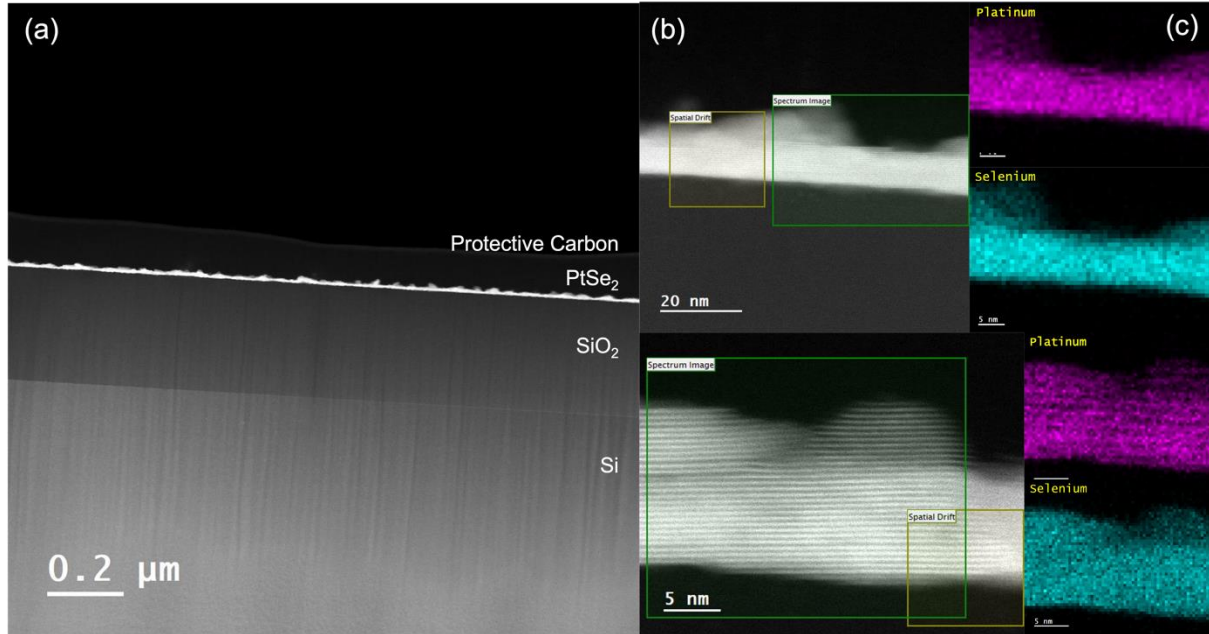 (a)
Protective Carbon
PtSe₂
SiO₂
Si
0.2 µm
(b)
Spectrum Image
Spatial Drift
20 nm
Spectrum Image
Spatial Drift
5 nm
(c)
Platinum
Selenium
5 nm
Platinum
Selenium
5 nm